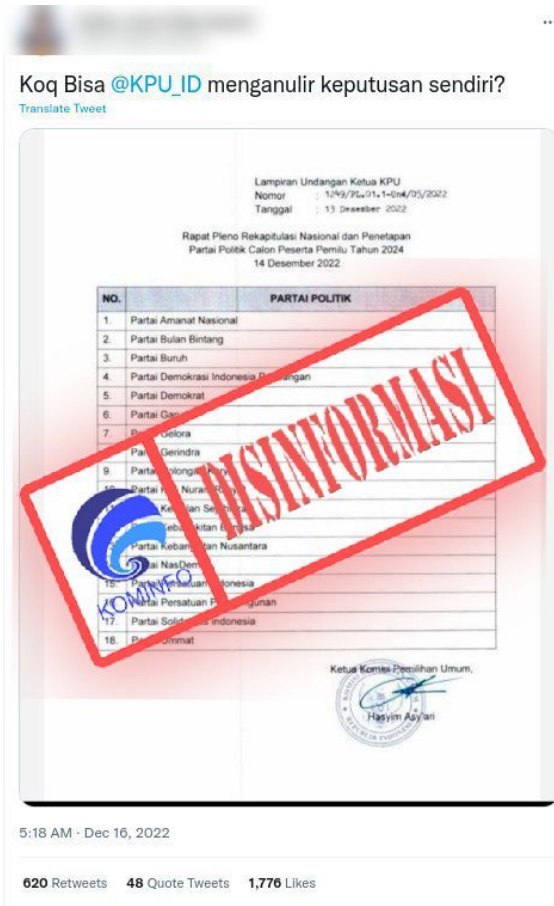 Koq Bisa @KPU_ID menganulir keputusan sendiri?
Translate Tweet
Lampiran Undangan Ketua KPU
Nomor : 1249/PL.01.1-Und/05/2022
Tanggal : 13 Desember 2022
Rapat Pleno Rekapitulasi Nasional dan Penetapan
Partai Politik Calon Peserta Pemilu Tahun 2024
14 Desember 2022
NO. PARTAI POLITIK
1. Partai Amanat Nasional
2. Partai Bulan Bintang
3. Partai Buruh
4. Partai Demokrasi Indonesia
5. Partai Demokrat
6. Partai
7. Gelora
Gerindra
9.
Partai
Partai Nusantara
NasDem
15.
Partai Persatuan
17. Partai Indonesia
18. Ummat
DISINFORMASI
KOMINFO
Ketua Komisi Pemilihan Umum,
Hasyim Asy'ari
5:18 AM · Dec 16, 2022
620 Retweets 48 Quote Tweets 1,776 Likes